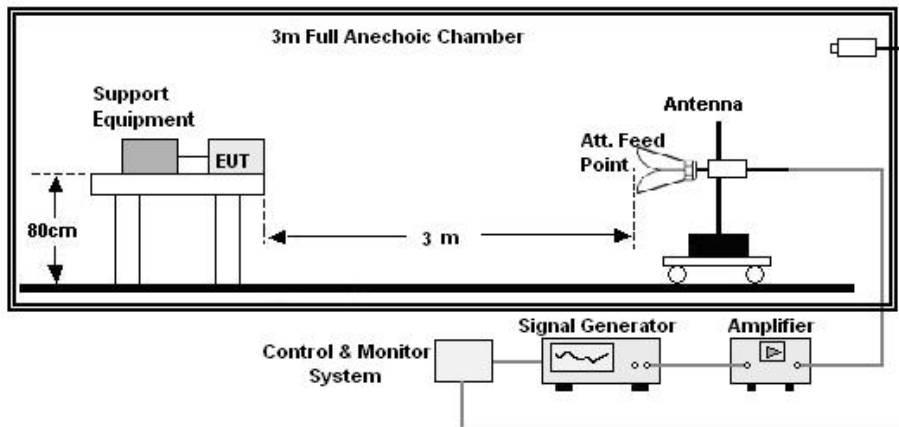 3m Full Anechoic Chamber
Support
Equipment
EUT
Antenna
Att. Feed
Point
80cm
3 m
Signal Generator
Amplifier
Control & Monitor
System